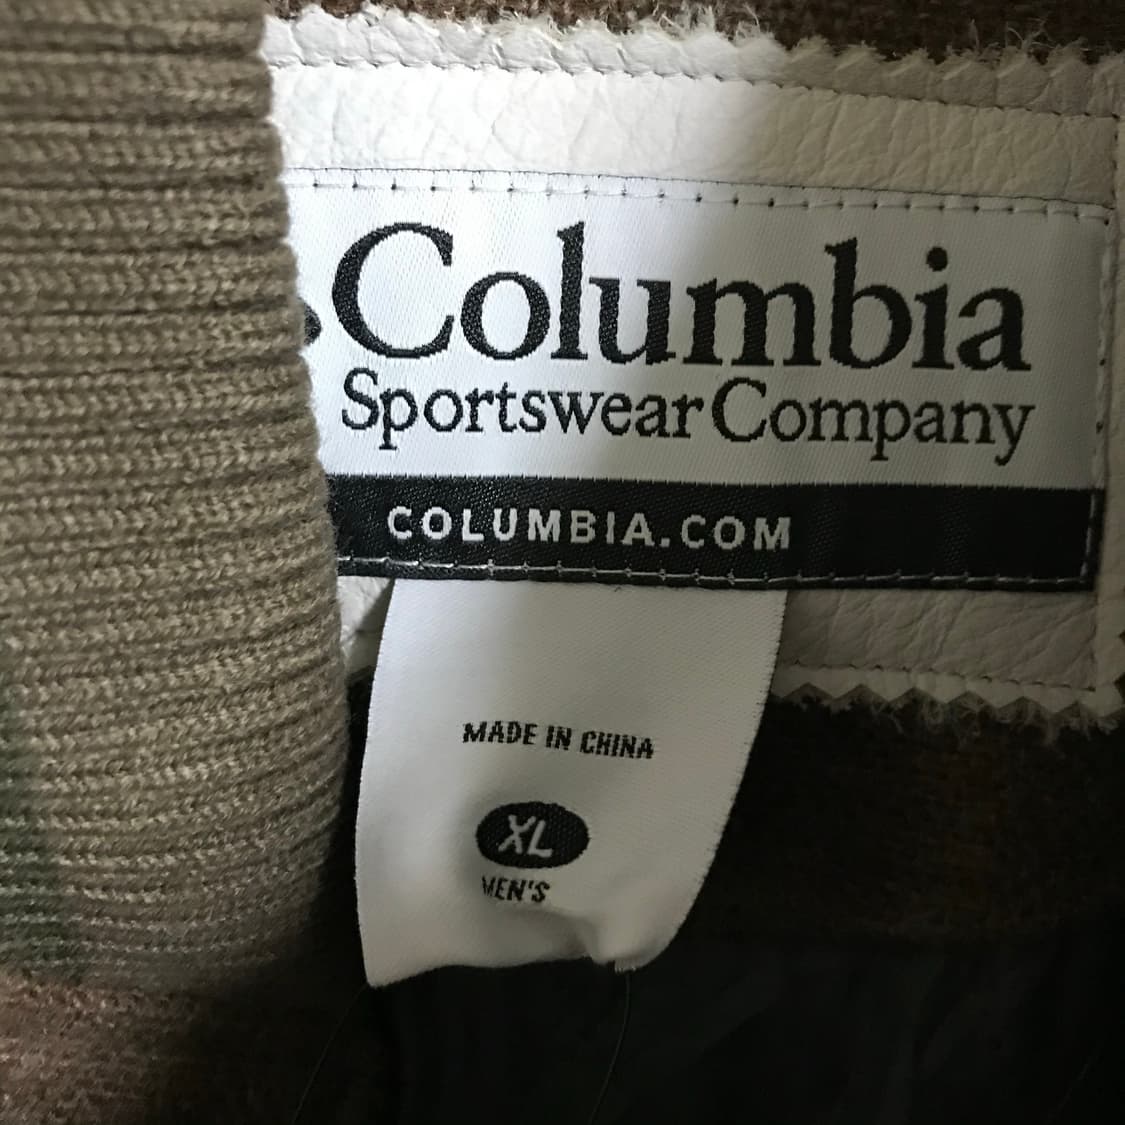 Columbia
Sportswear Company
COLUMBIA.COM
MADE IN CHINA
XL
MEN'S